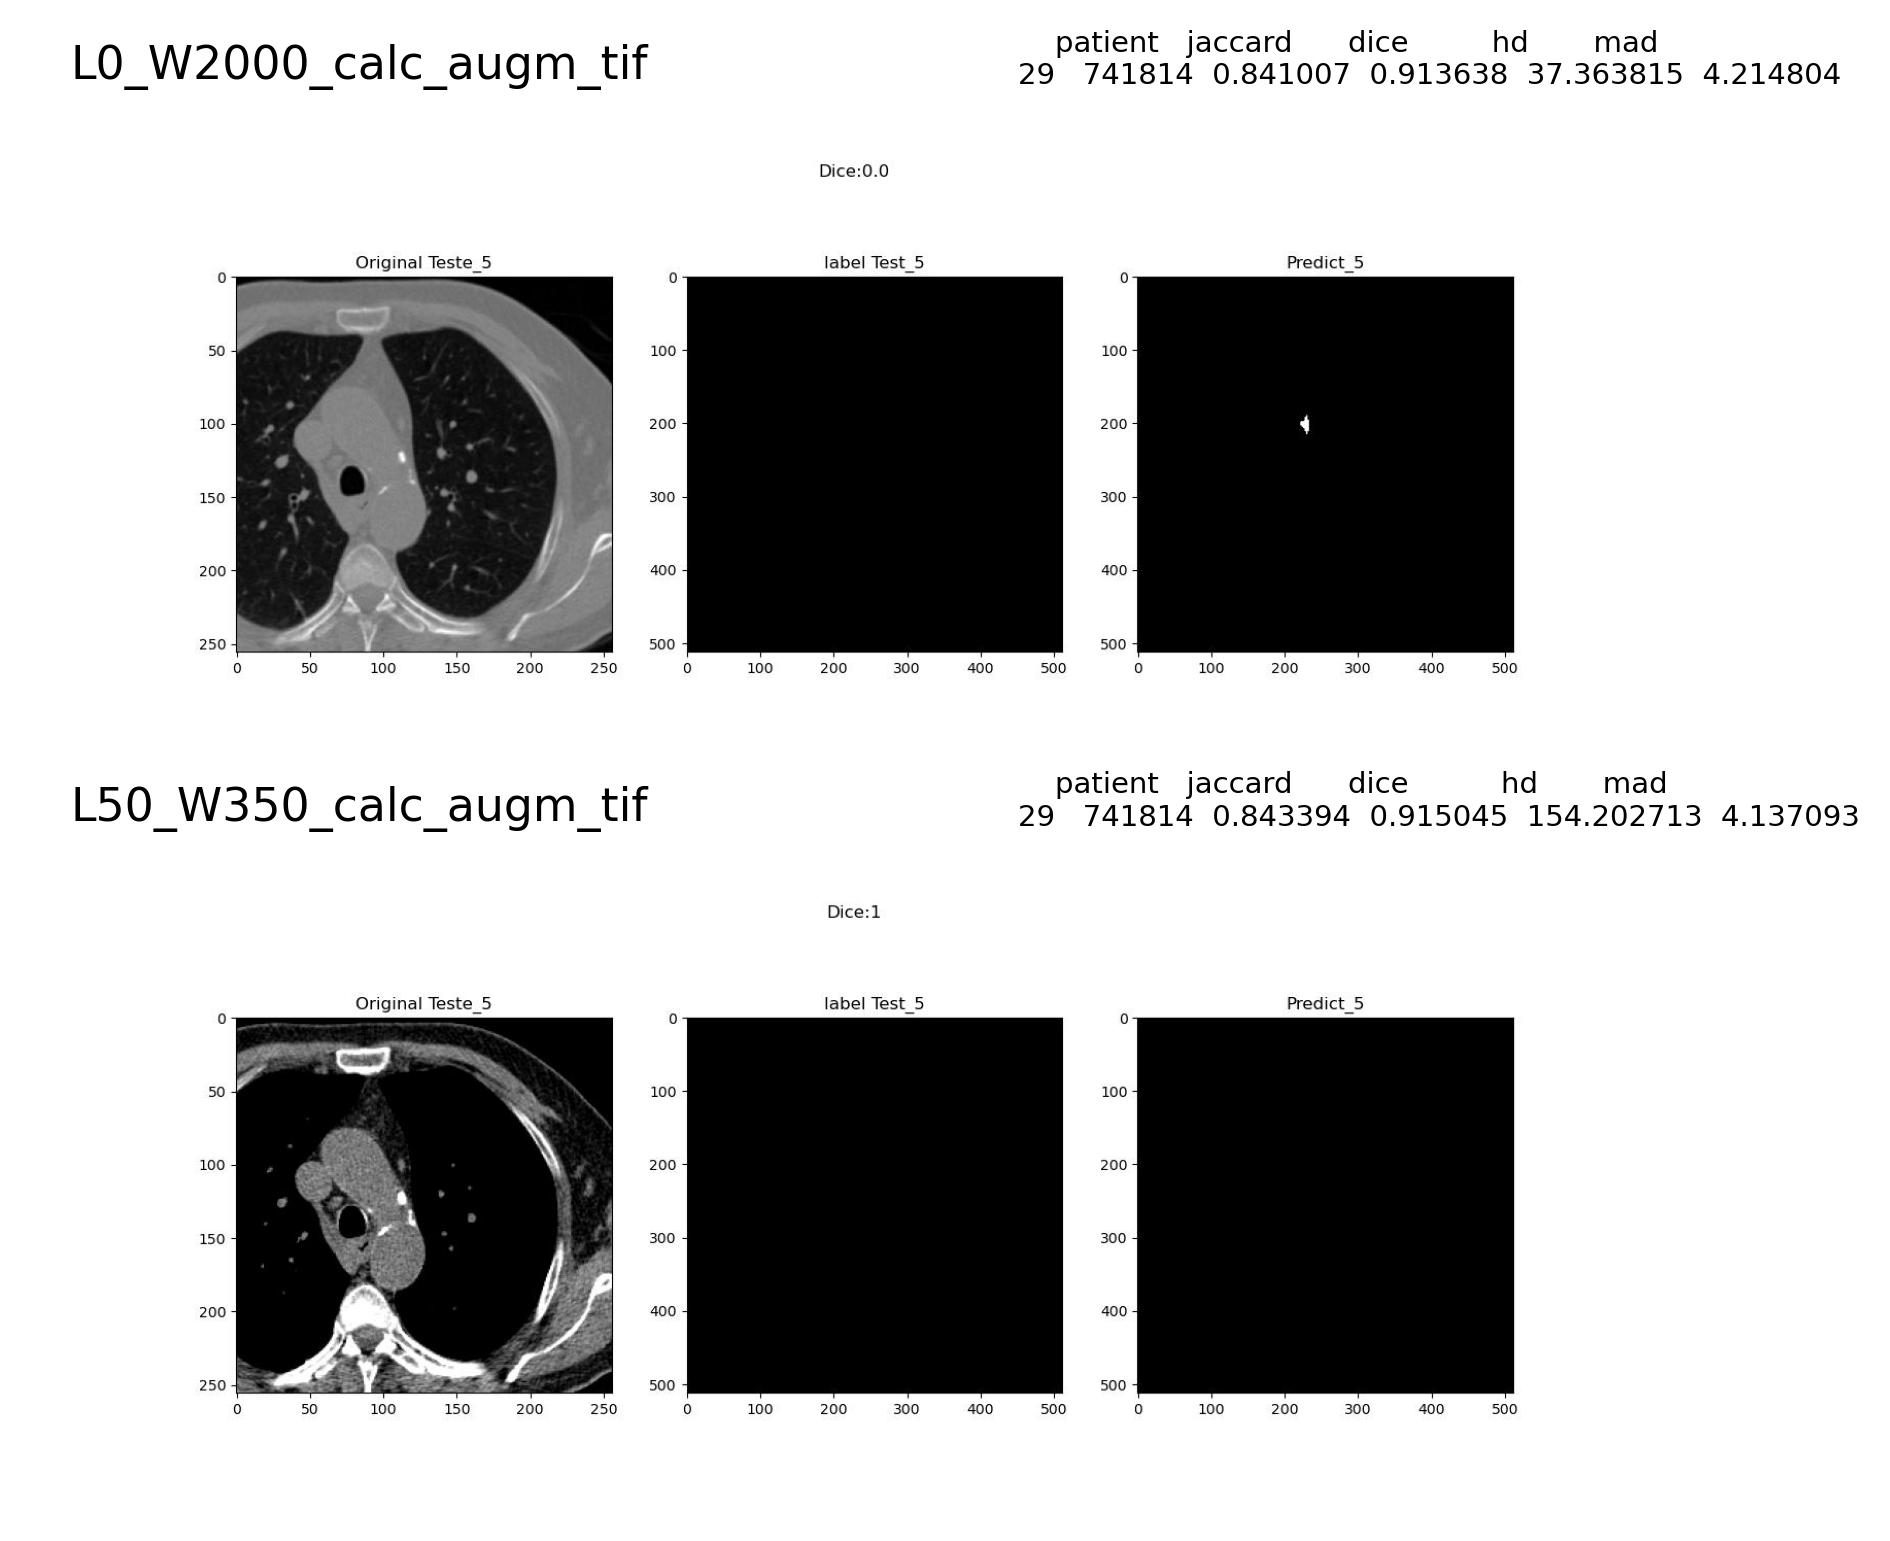 L0_W2000_calc_augm_tif
patient jaccard dice hd mad
29 741814 0.841007 0.913638 37.363815 4.214804
Dice:0.0
Original Teste_5
label Test_5
Predict_5
0
50
100
150
200
250
0 50 100 150 200 250
0
100
200
300
400
500
0 100 200 300 400 500
0
100
200
300
400
500
0 100 200 300 400 500
L50_W350_calc_augm_tif
patient jaccard dice hd mad
29 741814 0.843394 0.915045 154.202713 4.137093
Dice:1
Original Teste_5
label Test_5
Predict_5
0
50
100
150
200
250
0 50 100 150 200 250
0
100
200
300
400
500
0 100 200 300 400 500
0
100
200
300
400
500
0 100 200 300 400 500